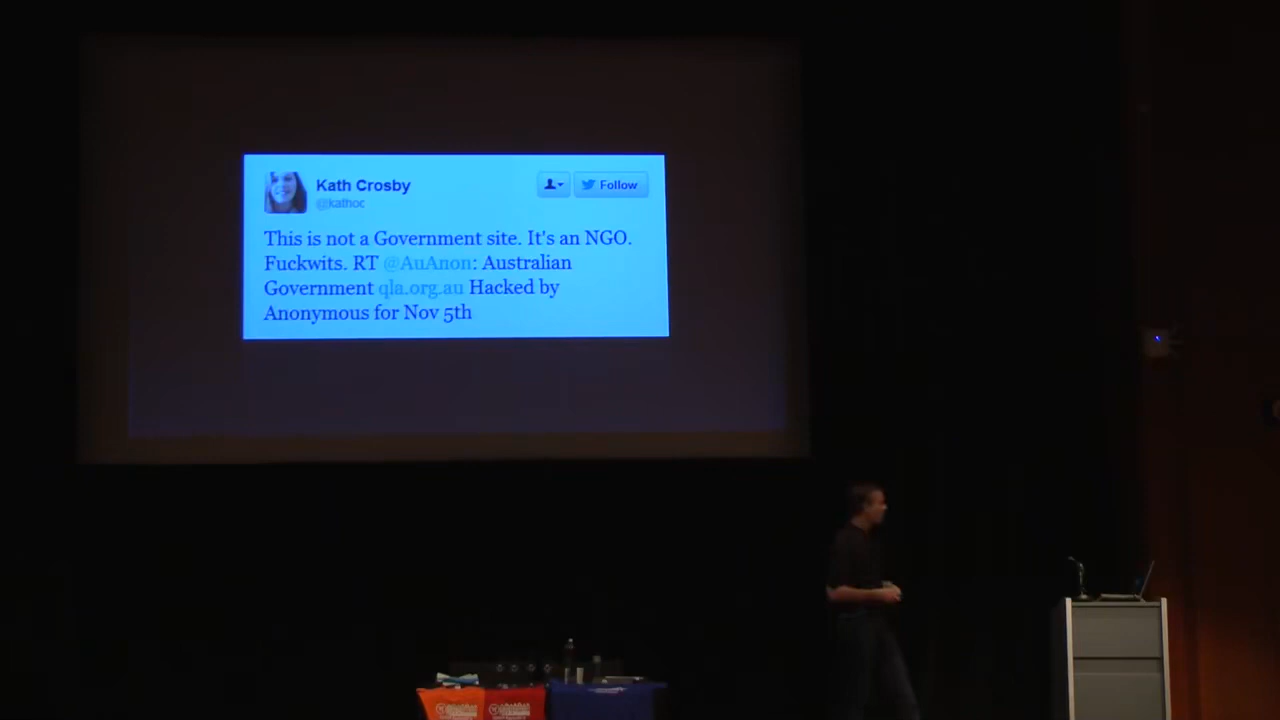 Kath Crosby
@kathoc
Follow
This is not a Government site. It's an NGO.
Fuckwits. RT @AuAnon: Australian
Government qla.org.au Hacked by
Anonymous for Nov 5th